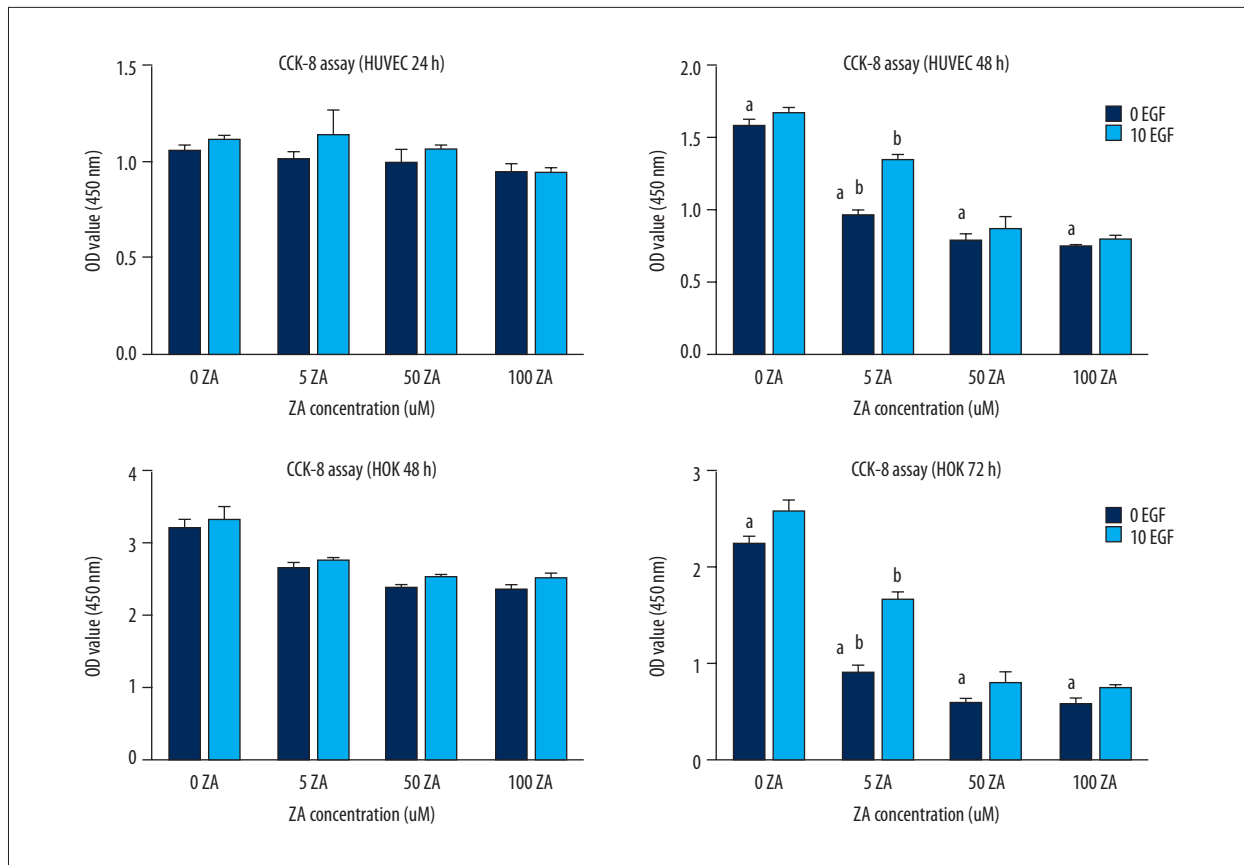 CCK-8 assay (HUVEC 24 h)
1.5
1.0
0.5
0.0
OD value (450 nm)
0 ZA
5 ZA
50 ZA
100 ZA
ZA concentration (uM)
CCK-8 assay (HUVEC 48 h)
2.0
1.5
1.0
0.5
0.0
OD value (450 nm)
a
a b
b
a
a
0 EGF
10 EGF
0 ZA
5 ZA
50 ZA
100 ZA
ZA concentration (uM)
CCK-8 assay (HOK 48 h)
4
3
2
1
0
OD value (450 nm)
0 ZA
5 ZA
50 ZA
100 ZA
ZA concentration (uM)
CCK-8 assay (HOK 72 h)
3
2
1
0
OD value (450 nm)
a
a b
b
a
a
0 EGF
10 EGF
0 ZA
5 ZA
50 ZA
100 ZA
ZA concentration (uM)